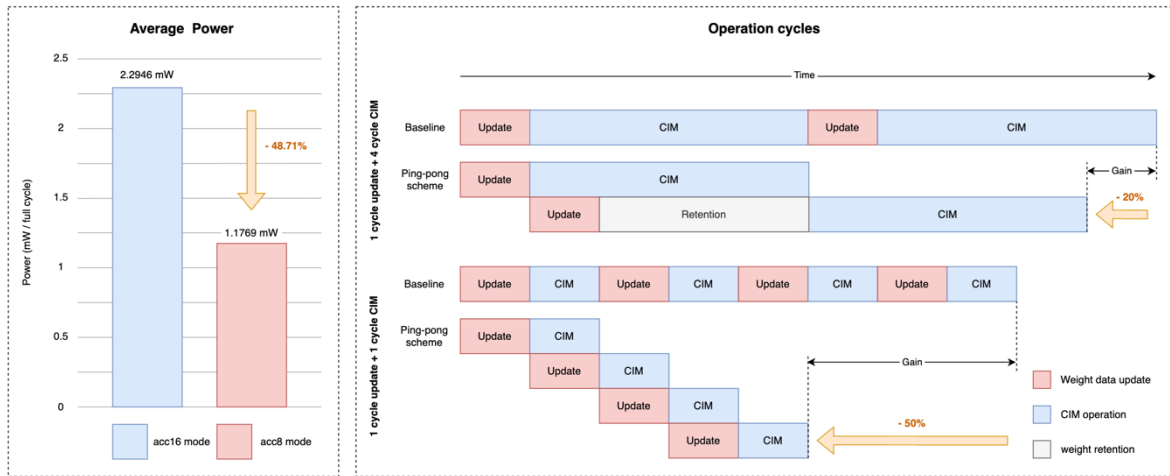 Average Power
Power (mW / full cycle)
2.5
2
1.5
1
0.5
0
2.2946 mW
- 48.71%
1.1769 mW
acc16 mode
acc8 mode
Operation cycles
Time
1 cycle update + 4 cycle CIM
Baseline
Update CIM Update CIM
Ping-pong
scheme
Update CIM
Gain
Update Retention CIM
- 20%
1 cycle update + 1 cycle CIM
Baseline
Update CIM Update CIM Update CIM Update CIM
Ping-pong
scheme
Update CIM
Update CIM
Gain
Update CIM
Update CIM
- 50%
Weight data update
CIM operation
weight retention